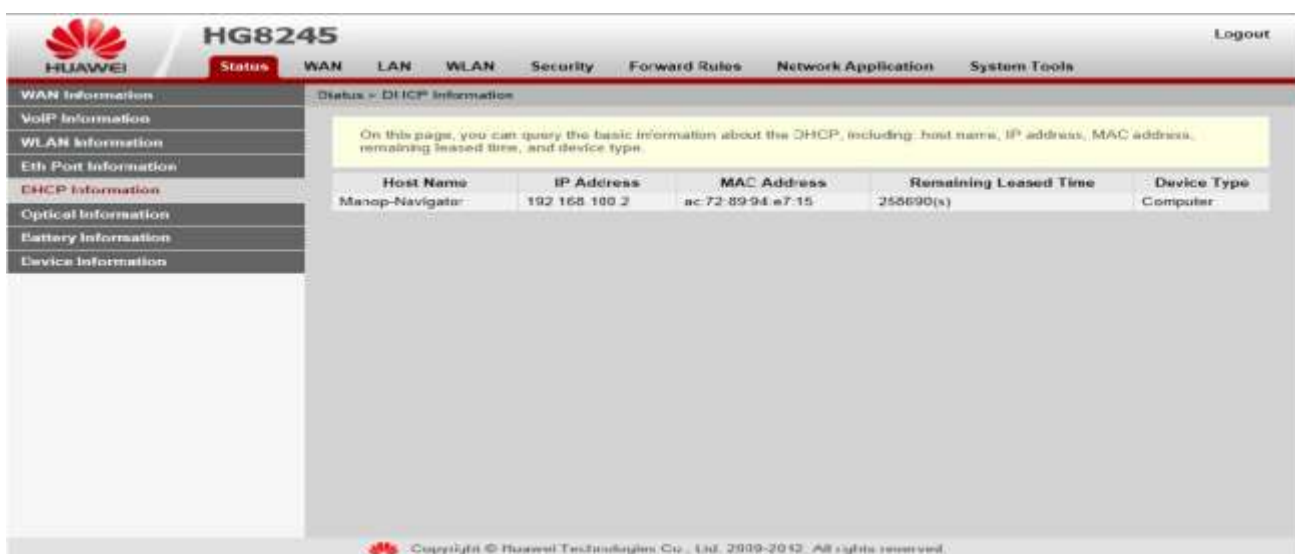 HG8245
Logout
HUAWEI
Status WAN LAN WLAN Security Forward Rules Network Application System Tools
WAN Information
Status > DHCP Information
VoIP Information
WLAN Information
Eth Port Information
DHCP Information
Optical Information
Battery Information
Device Information
On this page, you can query the basic information about the DHCP, including: host name, IP address, MAC address,
remaining leased time, and device type.
Host Name IP Address MAC Address Remaining Leased Time Device Type
Manop-Navigator 192.168.100.2 ac:72:89:94:e7:15 258690(s) Computer
Copyright © Huawei Technologies Co., Ltd. 2009-2012. All rights reserved.